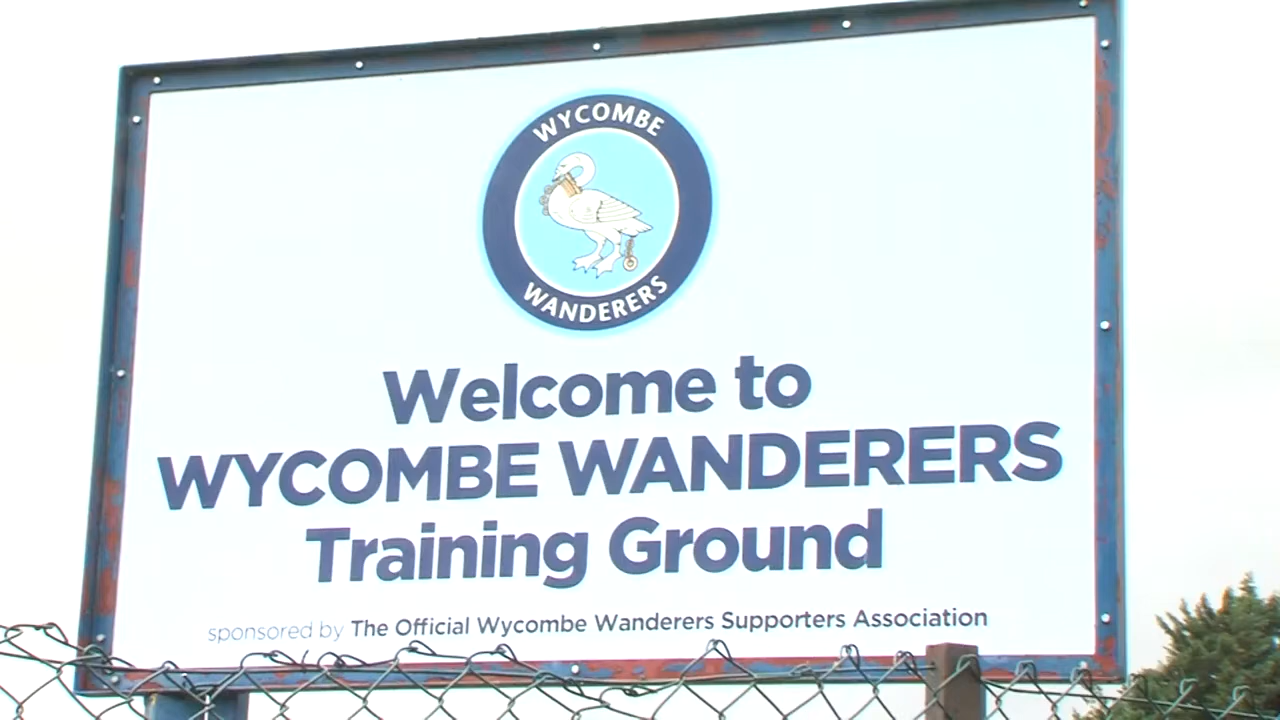 WYCOMBE
WANDERERS
Welcome to
WYCOMBE WANDERERS
Training Ground
sponsored by The Official Wycombe Wanderers Supporters Association